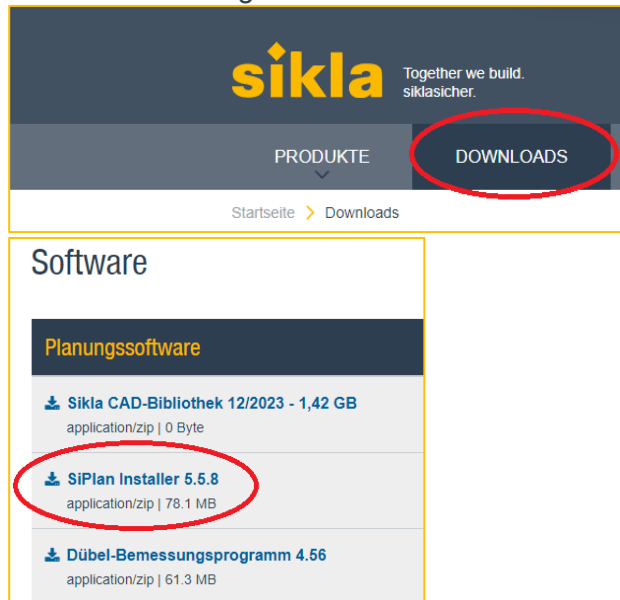 sikla
Together we build.
siklasicher.
PRODUKTE
DOWNLOADS
Startseite > Downloads
Software
Planungssoftware
Sikla CAD-Bibliothek 12/2023 - 1,42 GB
application/zip | 0 Byte
SiPlan Installer 5.5.8
application/zip | 78.1 MB
Dübel-Bemessungsprogramm 4.56
application/zip | 61.3 MB